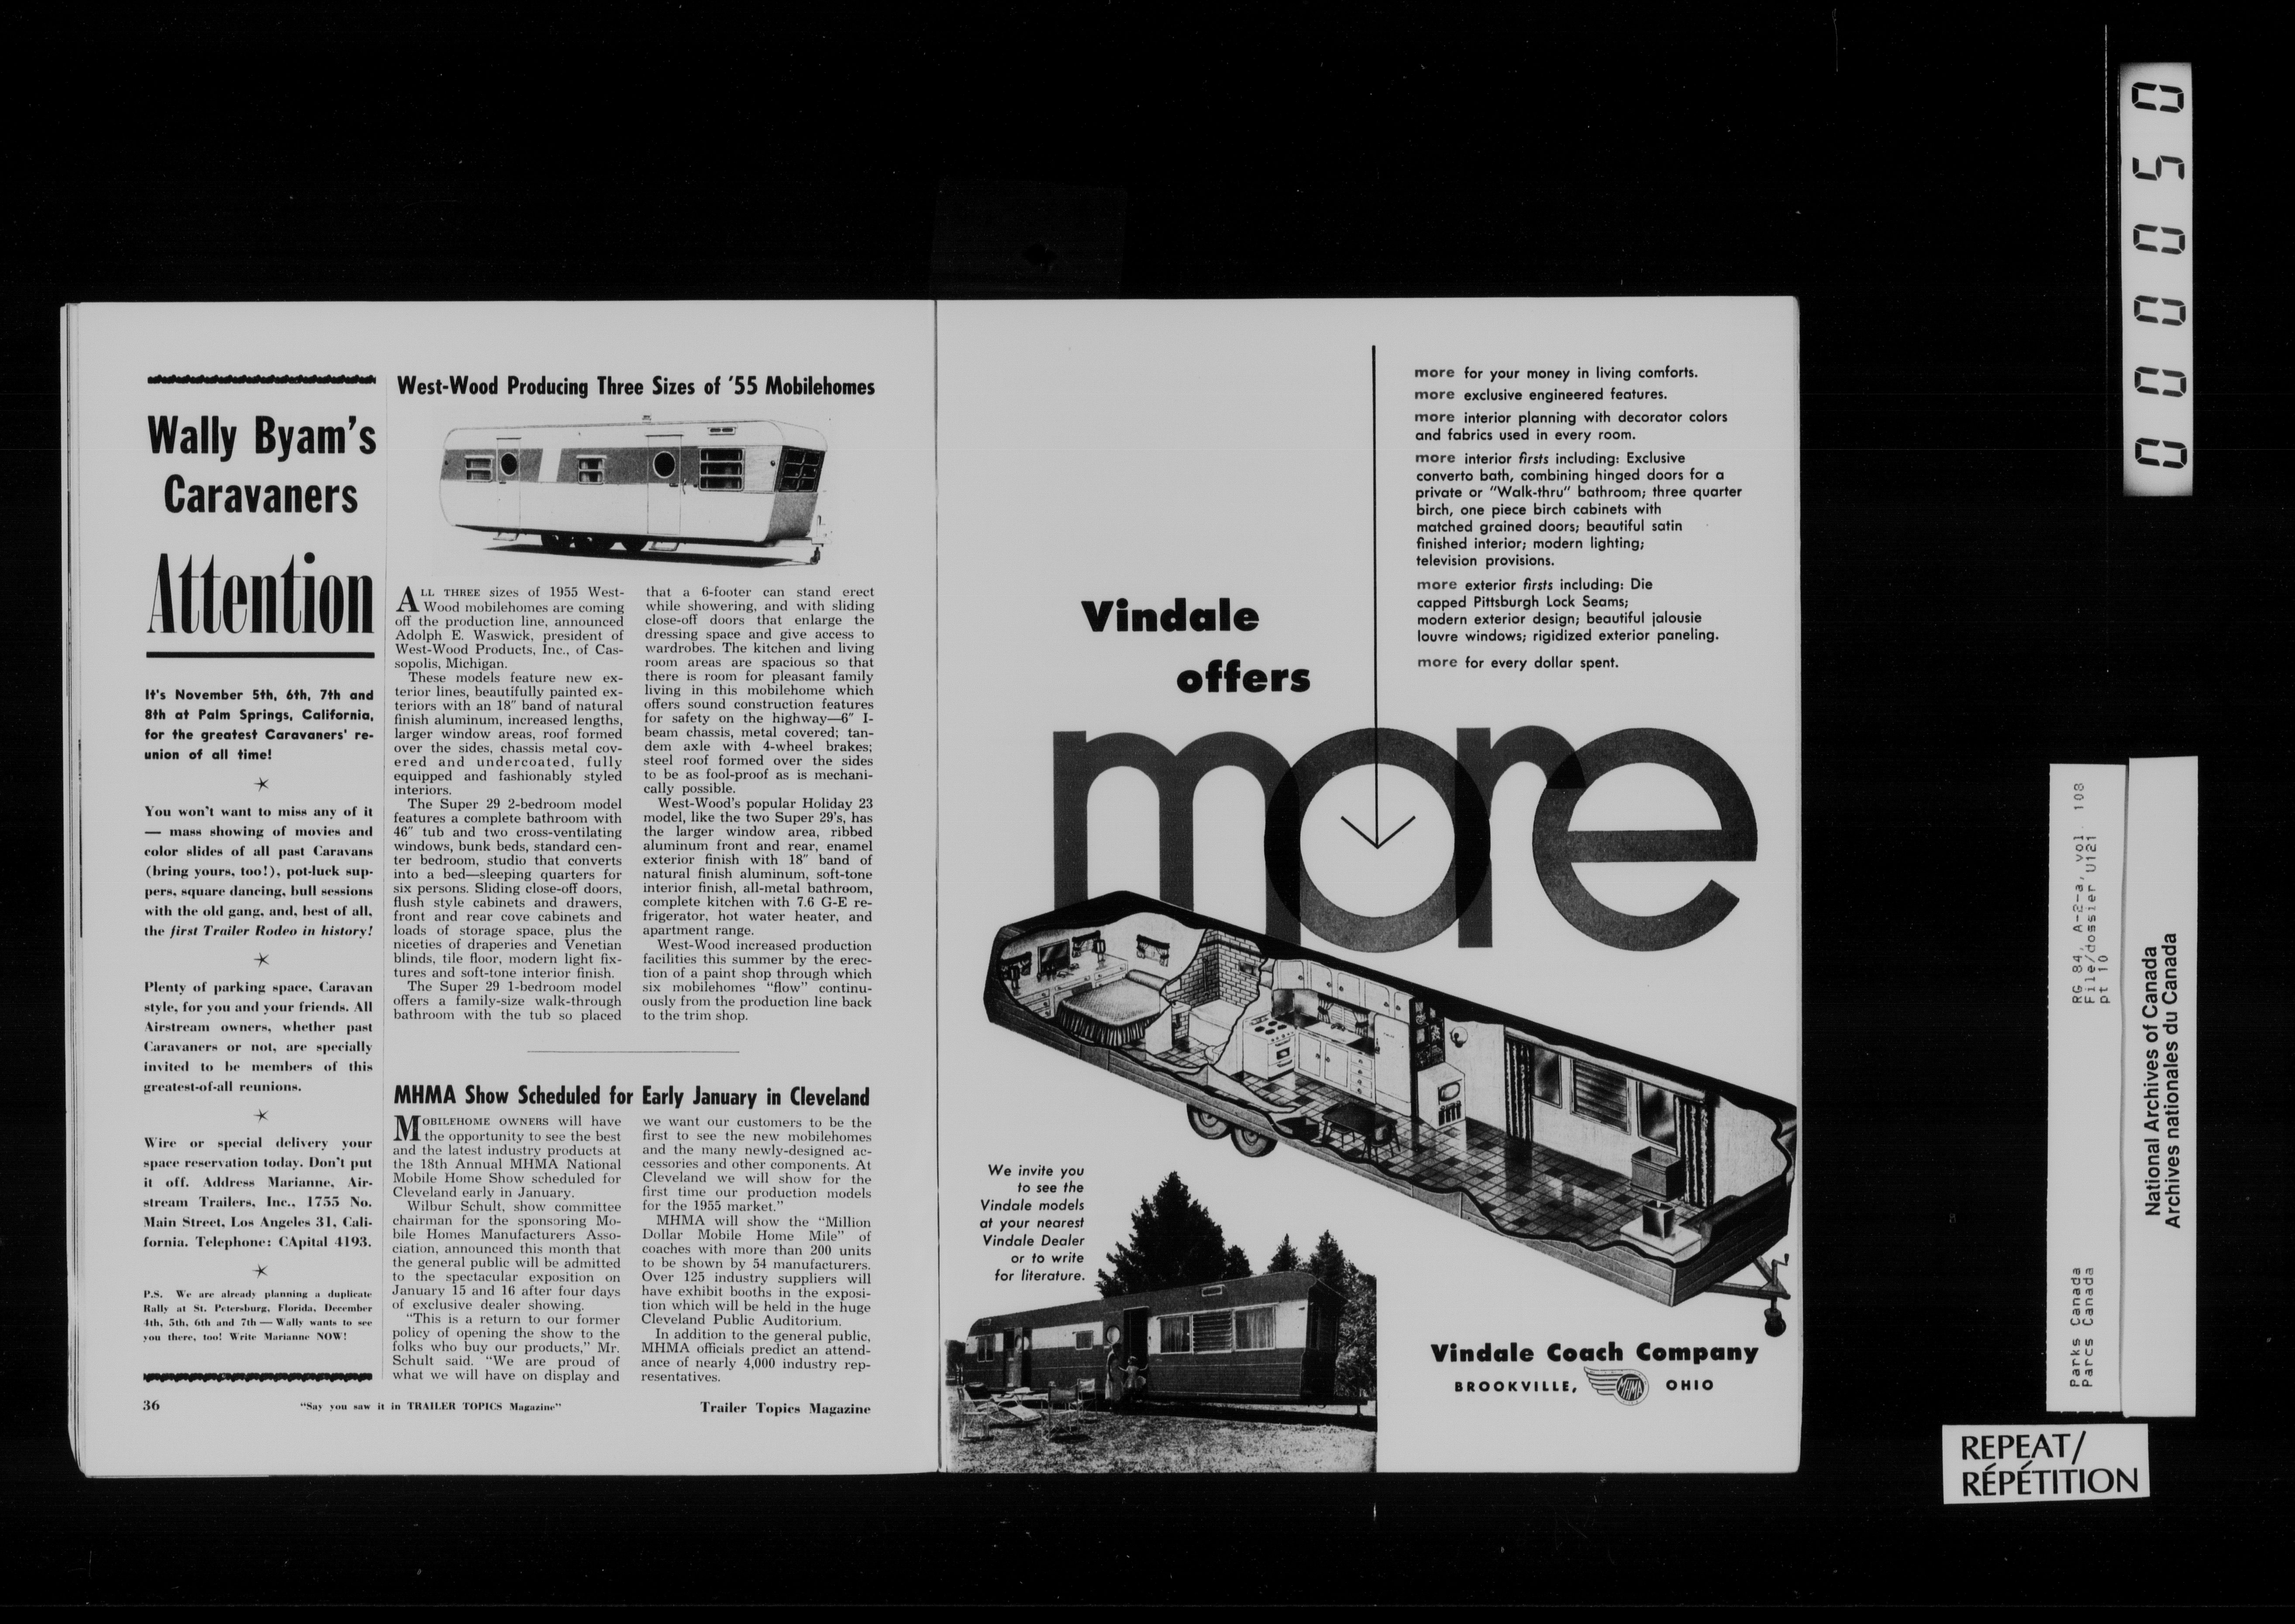 Wally Byam's
Caravaners
Attention
It's November 5th, 6th, 7th and
8th at Palm Springs, California,
for the greatest Caravaners' re-
union of all time!
You won't want to miss any of it
— mass showing of movies and
color slides of all past Caravans
(bring yours, too!), pot-luck sup-
pers, square dancing, bull sessions
with the old gang, and, best of all,
the first Trailer Rodeo in history!
Plenty of parking space, Caravan
style, for you and your friends. All
Airstream owners, whether past
Caravaners or not, are specially
invited to be members of this
greatest-of-all reunions.
Wire or special delivery your
space reservation today. Don't put
it off. Address Marianne, Air-
stream Trailers, Inc., 1755 No.
Main Street, Los Angeles 31, Cali-
fornia. Telephone: CApital 4193.
P.S. We are already planning a duplicate
Rally at St. Petersburg, Florida, December
4th, 5th, 6th and 7th — Wally wants to see
you there, too! Write Marianne NOW!
West-Wood Producing Three Sizes of '55 Mobilehomes
ALL THREE sizes of 1955 West-
Wood mobilehomes are coming
off the production line, announced
Adolph E. Waswick, president of
West-Wood Products, Inc., of Cas-
sopolis, Michigan.
These models feature new ex-
terior lines, beautifully painted ex-
teriors with an 18" band of natural
finish aluminum, increased lengths,
larger window areas, roof formed
over the sides, chassis metal cov-
ered and undercoated, fully
equipped and fashionably styled
interiors.
The Super 29 2-bedroom model
features a complete bathroom with
46" tub and two cross-ventilating
windows, bunk beds, standard cen-
ter bedroom, studio that converts
into a bed—sleeping quarters for
six persons. Sliding close-off doors,
flush style cabinets and drawers,
front and rear cove cabinets and
loads of storage space, plus the
niceties of draperies and Venetian
blinds, tile floor, modern light fix-
tures and soft-tone interior finish.
The Super 29 1-bedroom model
offers a family-size walk-through
bathroom with the tub so placed
that a 6-footer can stand erect
while showering, and with sliding
close-off doors that enlarge the
dressing space and give access to
wardrobes. The kitchen and living
room areas are spacious so that
there is room for pleasant family
living in this mobilehome which
offers sound construction features
for safety on the highway—6" I-
beam chassis, metal covered; tan-
dem axle with 4-wheel brakes;
steel roof formed over the sides
to be as fool-proof as is mechani-
cally possible.
West-Wood's popular Holiday 23
model, like the two Super 29's, has
the larger window area, ribbed
aluminum front and rear, enamel
exterior finish with 18" band of
natural finish aluminum, soft-tone
interior finish, all-metal bathroom,
complete kitchen with 7.6 G-E re-
frigerator, hot water heater, and
apartment range.
West-Wood increased production
facilities this summer by the erec-
tion of a paint shop through which
six mobilehomes "flow" continu-
ously from the production line back
to the trim shop.
MHMA Show Scheduled for Early January in Cleveland
MOBILEHOME OWNERS will have
the opportunity to see the best
and the latest industry products at
the 18th Annual MHMA National
Mobile Home Show scheduled for
Cleveland early in January.
Wilbur Schult, show committee
chairman for the sponsoring Mo-
bile Homes Manufacturers Asso-
ciation, announced this month that
the general public will be admitted
to the spectacular exposition on
January 15 and 16 after four days
of exclusive dealer showing.
"This is a return to our former
policy of opening the show to the
folks who buy our products," Mr.
Schult said. "We are proud of
what we will have on display and
we want our customers to be the
first to see the new mobilehomes
and the many newly-designed ac-
cessories and other components. At
Cleveland we will show for the
first time our production models
for the 1955 market."
MHMA will show the "Million
Dollar Mobile Home Mile" of
coaches with more than 200 units
to be shown by 54 manufacturers.
Over 125 industry suppliers will
have exhibit booths in the exposi-
tion which will be held in the huge
Cleveland Public Auditorium.
In addition to the general public,
MHMA officials predict an attend-
ance of nearly 4,000 industry rep-
resentatives.
36
"Say you saw it in TRAILER TOPICS Magazine"
Trailer Topics Magazine
more for your money in living comforts.
more exclusive engineered features.
more interior planning with decorator colors
and fabrics used in every room.
more interior firsts including: Exclusive
converto bath, combining hinged doors for a
private or "Walk-thru" bathroom; three quarter
birch, one piece birch cabinets with
matched grained doors; beautiful satin
finished interior; modern lighting;
television provisions.
more exterior firsts including: Die
capped Pittsburgh Lock Seams;
modern exterior design; beautiful jalousie
louvre windows; rigidized exterior paneling.
more for every dollar spent.
Vindale
offers
more
We invite you
to see the
Vindale models
at your nearest
Vindale Dealer
or to write
for literature.
Vindale Coach Company
BROOKVILLE, MHMA OHIO
000050
RG 84, A-2-a, vol. 108
File/dossier U121
pt 10
Parks Canada
Parcs Canada
National Archives of Canada
Archives nationales du Canada
REPEAT/
RÉPÉTITION